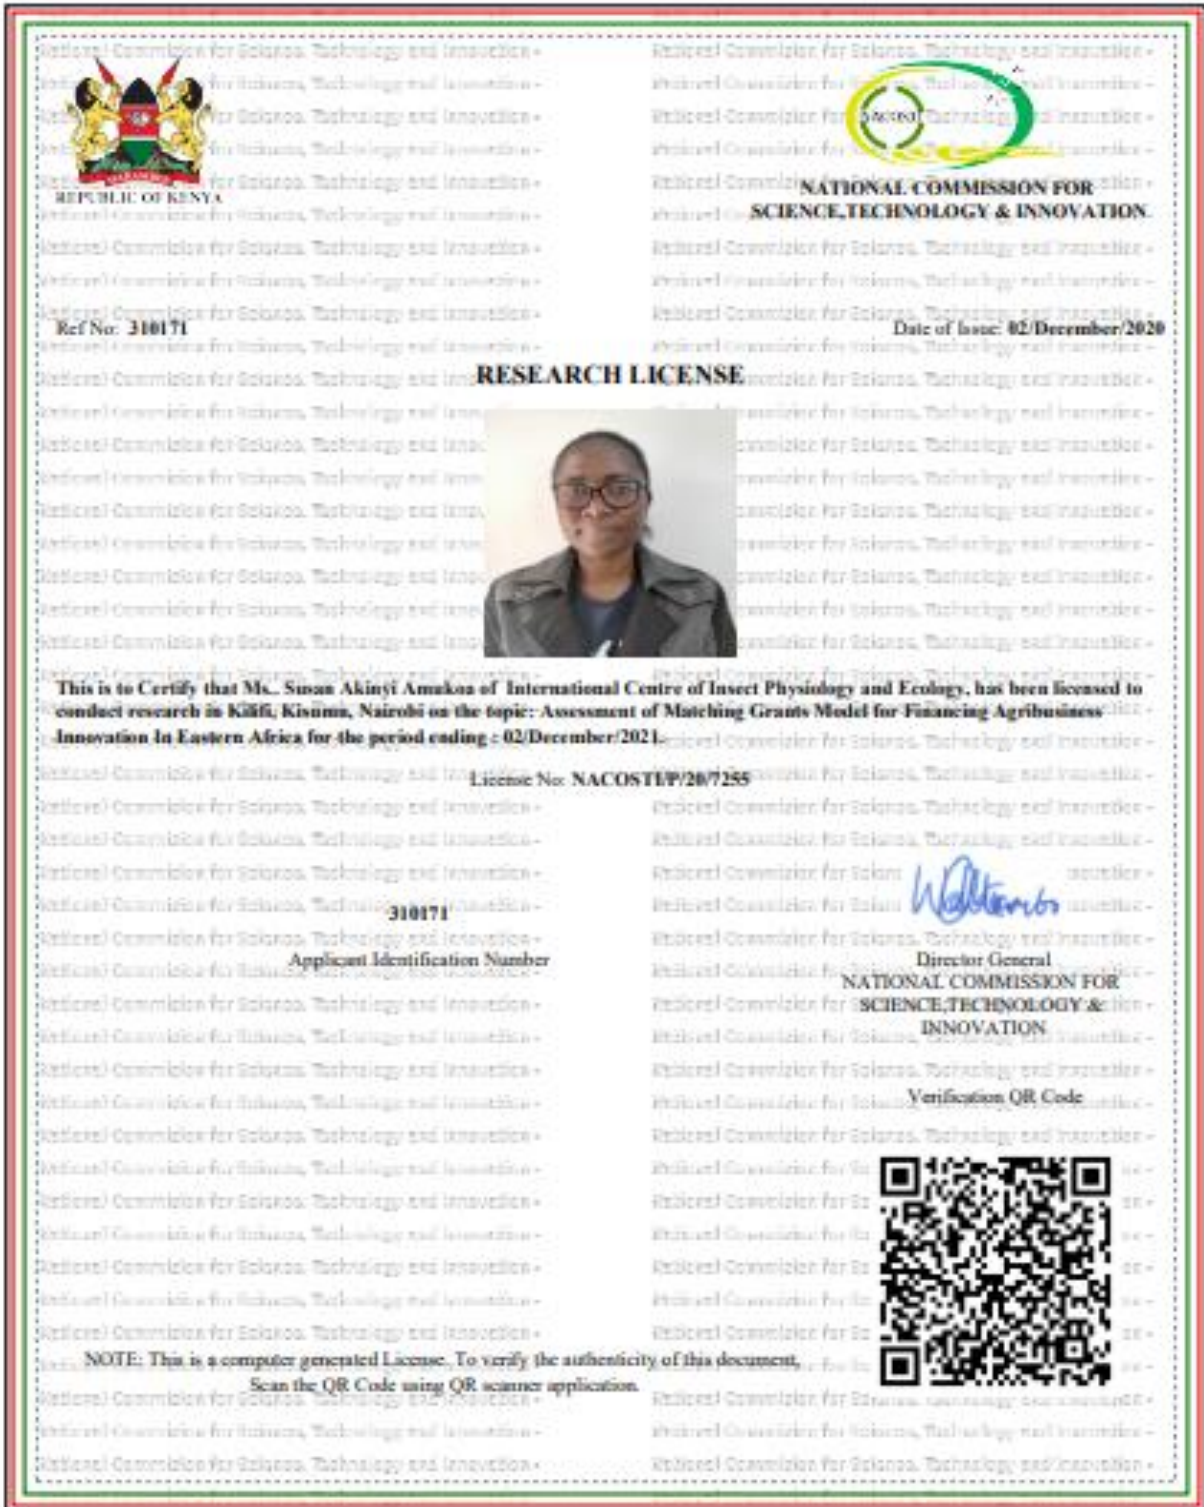 REPUBLIC OF KENYA
NACOSTI
NATIONAL COMMISSION FOR
SCIENCE,TECHNOLOGY & INNOVATION
Ref No: 310171
Date of Issue: 02/December/2020
RESEARCH LICENSE
This is to Certify that Ms.. Susan Akinyi Amukoa of International Centre of Insect Physiology and Ecology, has been licensed to
conduct research in Kilifi, Kisumu, Nairobi on the topic: Assessment of Matching Grants Model for Financing Agribusiness
Innovation In Eastern Africa for the period ending : 02/December/2021.
License No: NACOSTI/P/20/7255
310171
Applicant Identification Number
Director General
NATIONAL COMMISSION FOR
SCIENCE,TECHNOLOGY &
INNOVATION
Verification QR Code
NOTE: This is a computer generated License. To verify the authenticity of this document,
Scan the QR Code using QR scanner application.